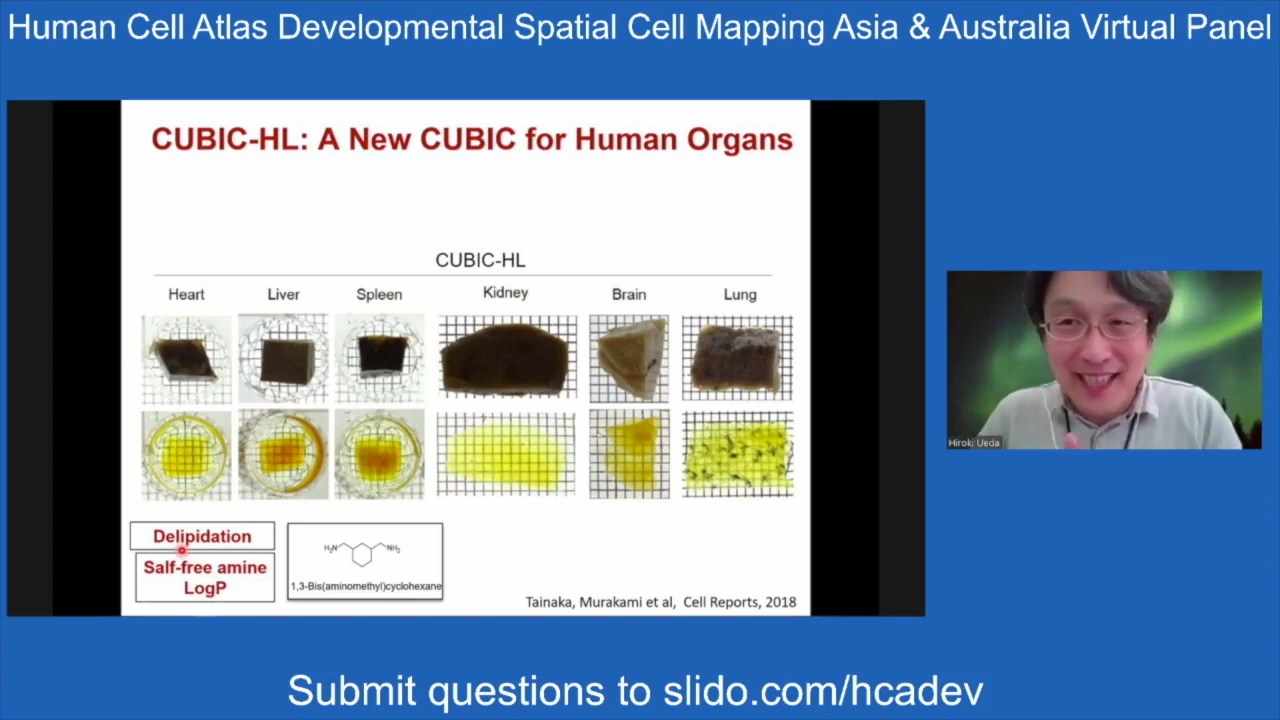 Human Cell Atlas Developmental Spatial Cell Mapping Asia & Australia Virtual Panel
CUBIC-HL: A New CUBIC for Human Organs
CUBIC-HL
Heart Liver Spleen Kidney Brain Lung
Delipidation
Salf-free amine
LogP
H₂N NH₂
1,3-Bis(aminomethyl)cyclohexane
Tainaka, Murakami et al, Cell Reports, 2018
Hiroki Ueda
Submit questions to slido.com/hcadev